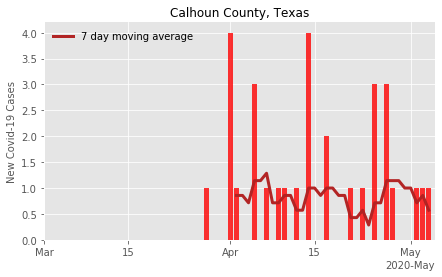 Calhoun County, Texas
7 day moving average
New Covid-19 Cases
4.0
3.5
3.0
2.5
2.0
1.5
1.0
0.5
0.0
Mar 15 Apr 15 May
2020-May